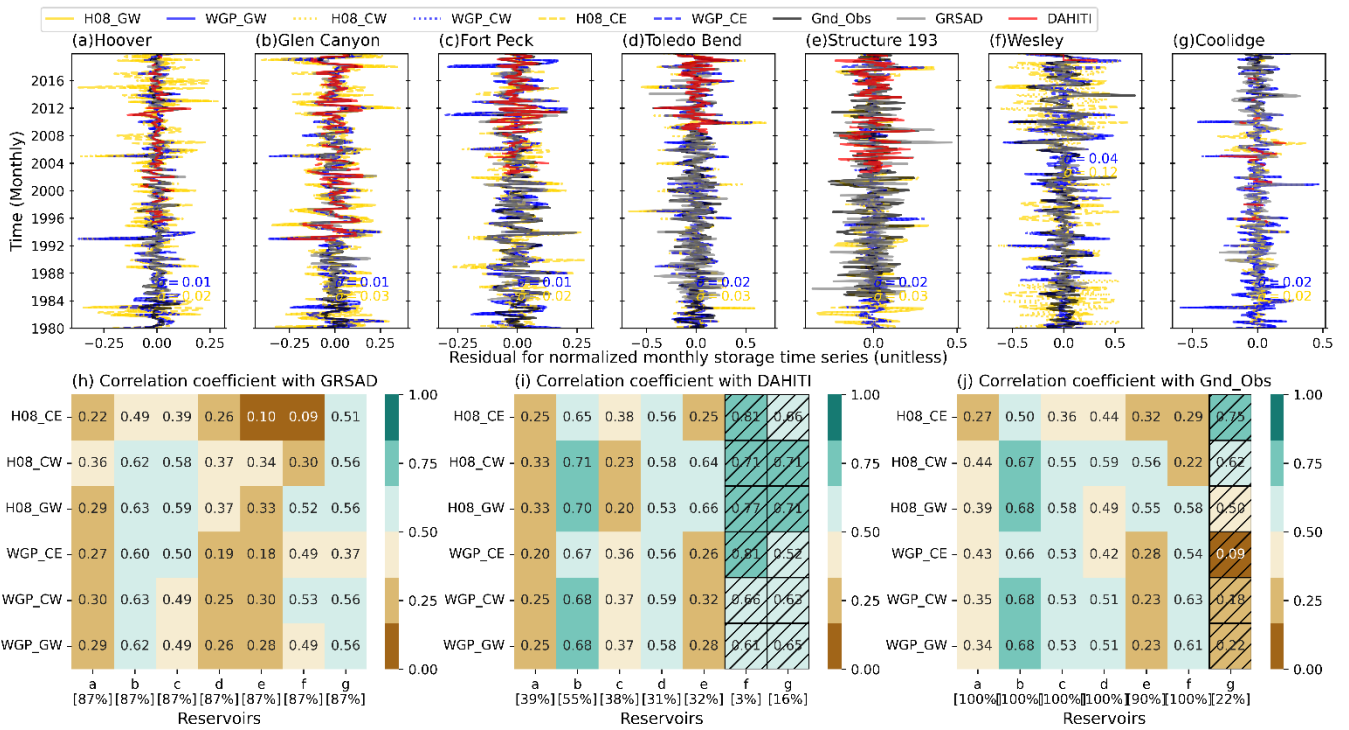 H08_GW WGP_GW H08_CW WGP_CW H08_CE WGP_CE Gnd_Obs GRSAD DAHITI
(a)Hoover (b)Glen Canyon (c)Fort Peck (d)Toledo Bend (e)Structure 193 (f)Wesley (g)Coolidge
Time (Monthly)
2016
2012
2008
2004
2000
1996
1992
1988
1984
1980
σ = 0.01 σ = 0.01 σ = 0.01 σ = 0.02 σ = 0.02 σ = 0.04 σ = 0.02
σ = 0.02 σ = 0.03 σ = 0.02 σ = 0.03 σ = 0.03 σ = 0.12 σ = 0.02
−0.25 0.00 0.25 −0.25 0.00 0.25 −0.25 0.00 0.25 −0.5 0.0 0.5 −0.5 0.0 0.5 −0.5 0.0 0.5 −0.5 0.0 0.5
Residual for normalized monthly storage time series (unitless)
(h) Correlation coefficient with GRSAD
H08_CE 0.22 0.49 0.39 0.26 0.10 0.09 0.51
H08_CW 0.36 0.62 0.58 0.37 0.34 0.30 0.56
H08_GW 0.29 0.63 0.59 0.37 0.33 0.52 0.56
WGP_CE 0.27 0.60 0.50 0.19 0.18 0.49 0.37
WGP_CW 0.30 0.63 0.49 0.25 0.30 0.53 0.56
WGP_GW 0.29 0.62 0.49 0.26 0.28 0.49 0.56
a b c d e f g
[87%] [87%] [87%] [87%] [87%] [87%] [87%]
Reservoirs
1.00
0.75
0.50
0.25
0.00
(i) Correlation coefficient with DAHITI
H08_CE 0.25 0.65 0.38 0.56 0.25 0.81 0.66
H08_CW 0.33 0.71 0.23 0.58 0.64 0.71 0.71
H08_GW 0.33 0.70 0.20 0.53 0.66 0.77 0.71
WGP_CE 0.20 0.67 0.36 0.56 0.26 0.81 0.52
WGP_CW 0.25 0.68 0.37 0.59 0.32 0.66 0.63
WGP_GW 0.25 0.68 0.37 0.58 0.28 0.61 0.65
a b c d e f g
[39%] [55%] [38%] [31%] [32%] [3%] [16%]
Reservoirs
1.00
0.75
0.50
0.25
0.00
(j) Correlation coefficient with Gnd_Obs
H08_CE 0.27 0.50 0.36 0.44 0.32 0.29 0.75
H08_CW 0.44 0.67 0.55 0.59 0.56 0.22 0.62
H08_GW 0.39 0.68 0.58 0.49 0.55 0.58 0.50
WGP_CE 0.43 0.66 0.53 0.42 0.28 0.54 0.09
WGP_CW 0.35 0.68 0.53 0.51 0.23 0.63 0.18
WGP_GW 0.34 0.68 0.53 0.51 0.23 0.61 0.22
a b c d e f g
[100%] [100%] [100%] [100%] [90%] [100%] [22%]
Reservoirs
1.00
0.75
0.50
0.25
0.00